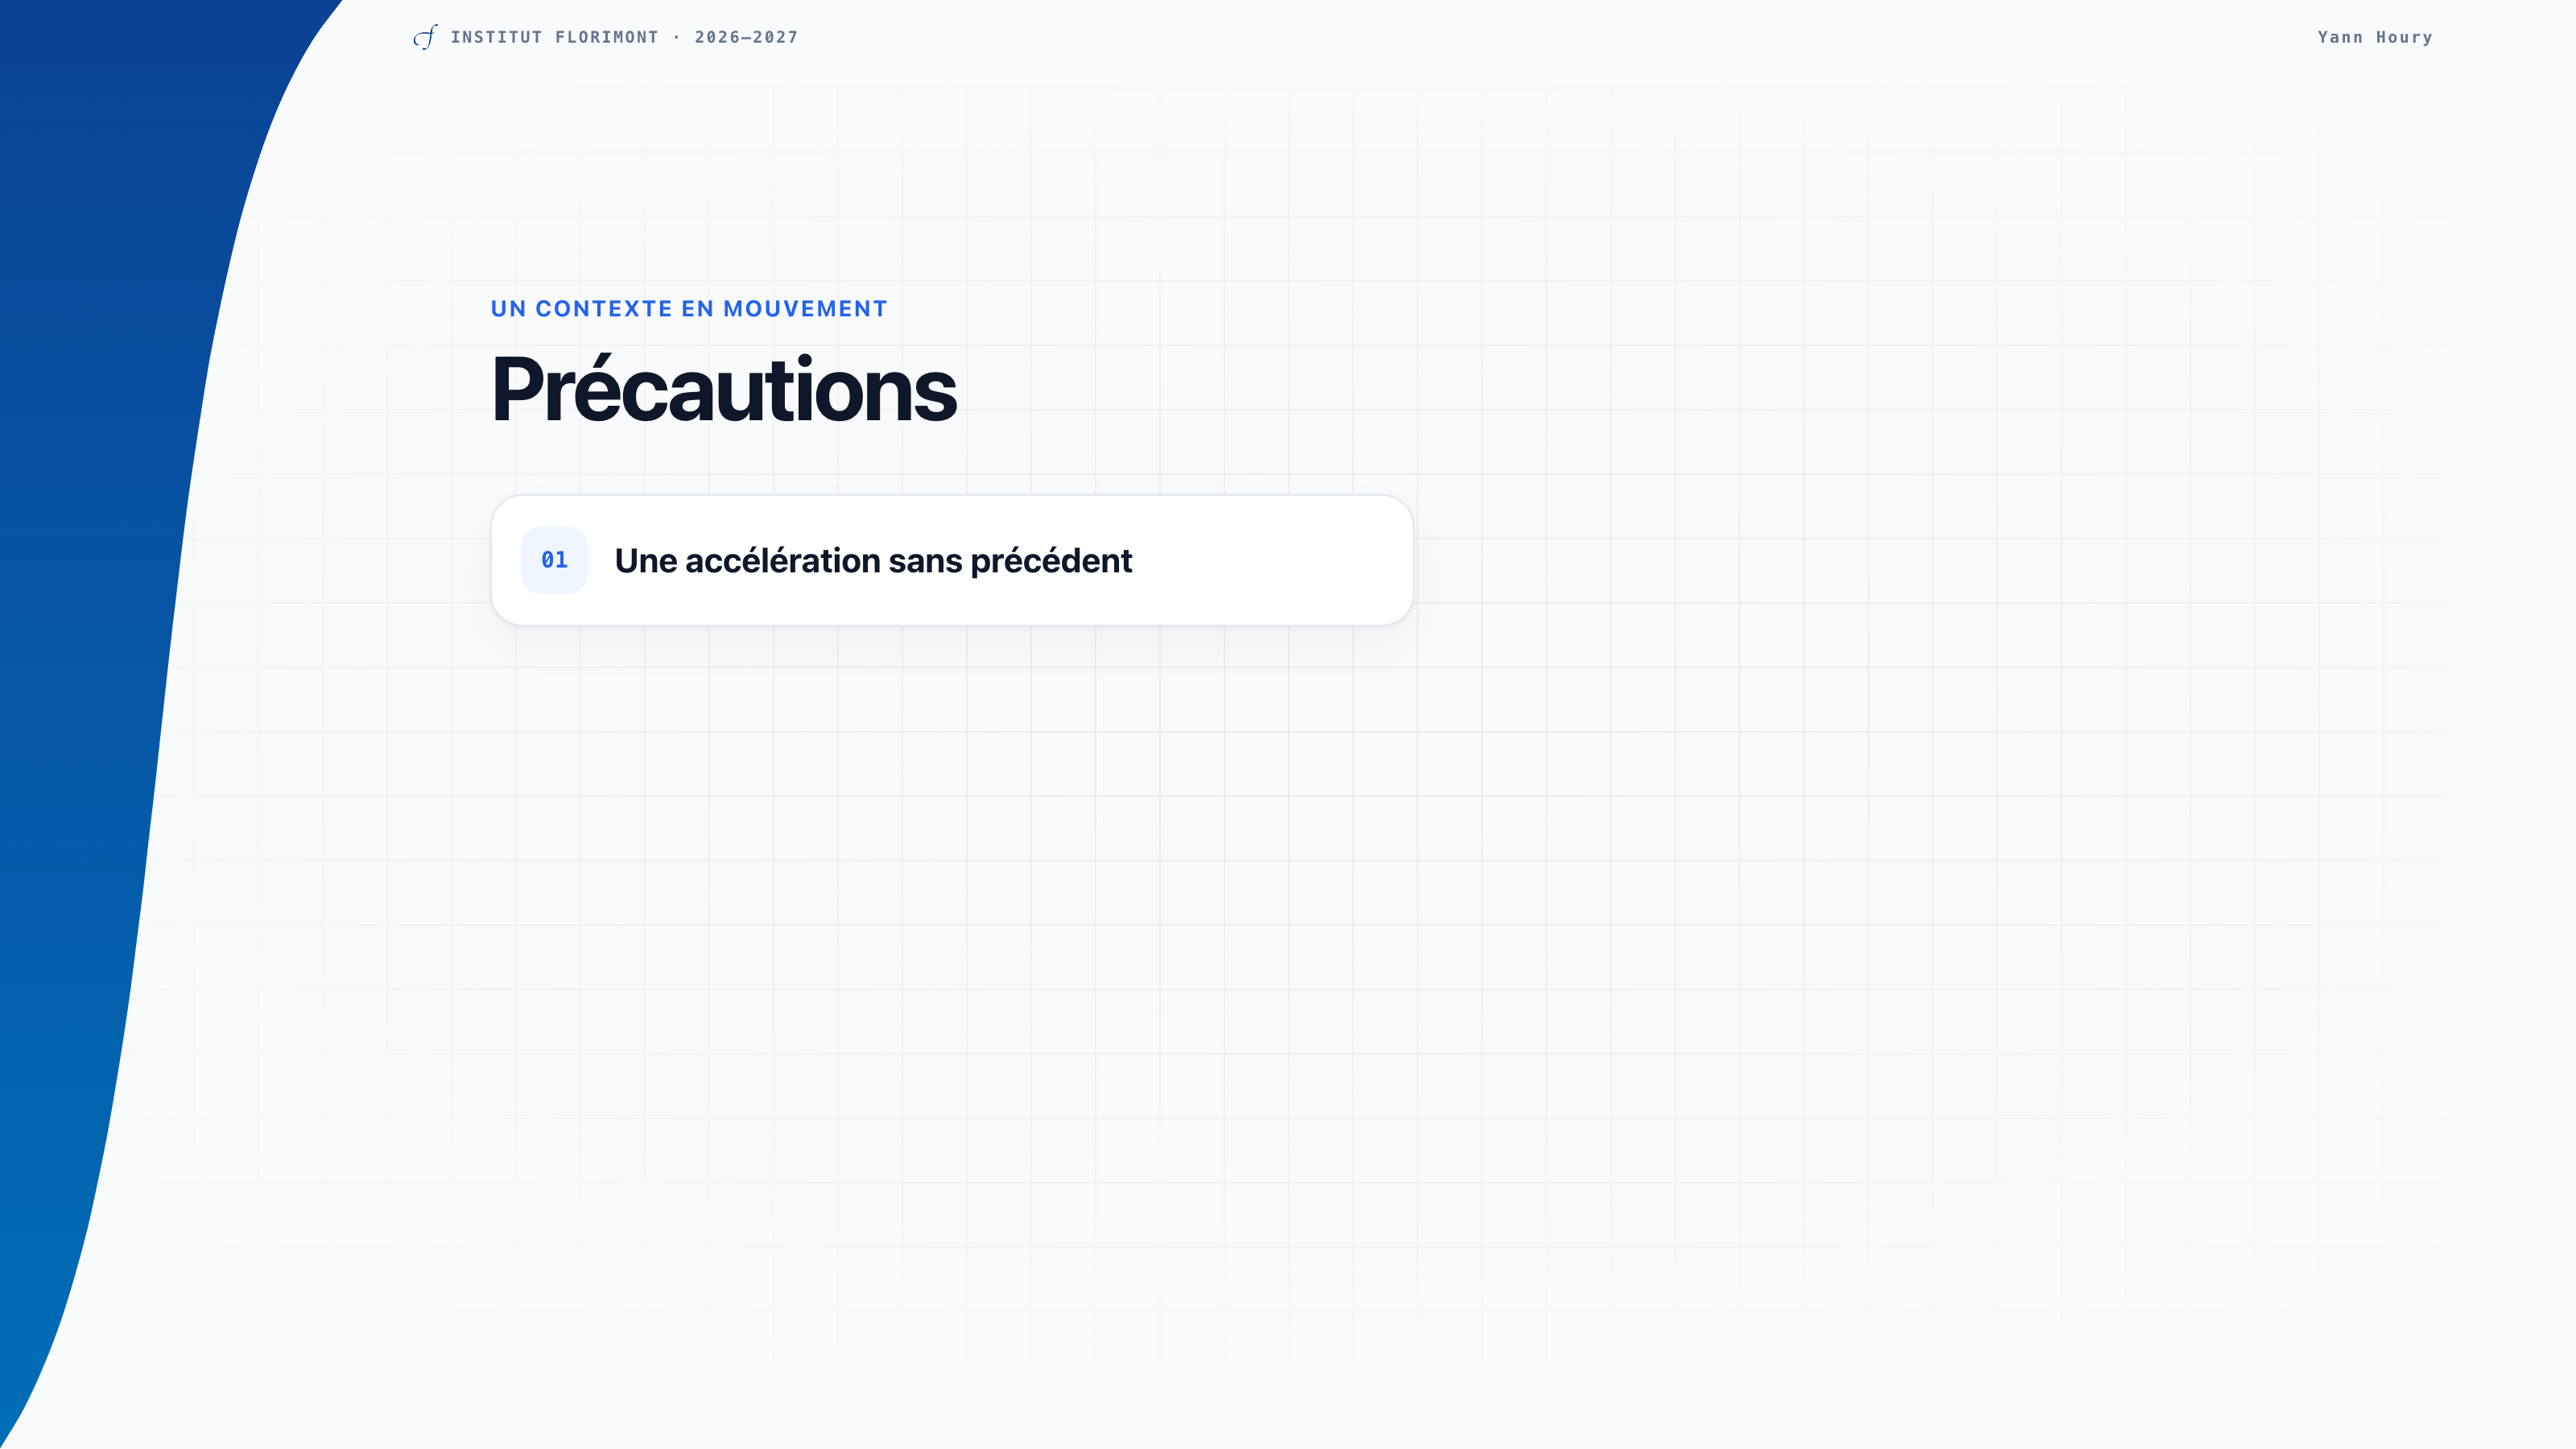 INSTITUT FLORIMONT · 2026–2027
Yann Houry
UN CONTEXTE EN MOUVEMENT
Précautions
01 Une accélération sans précédent